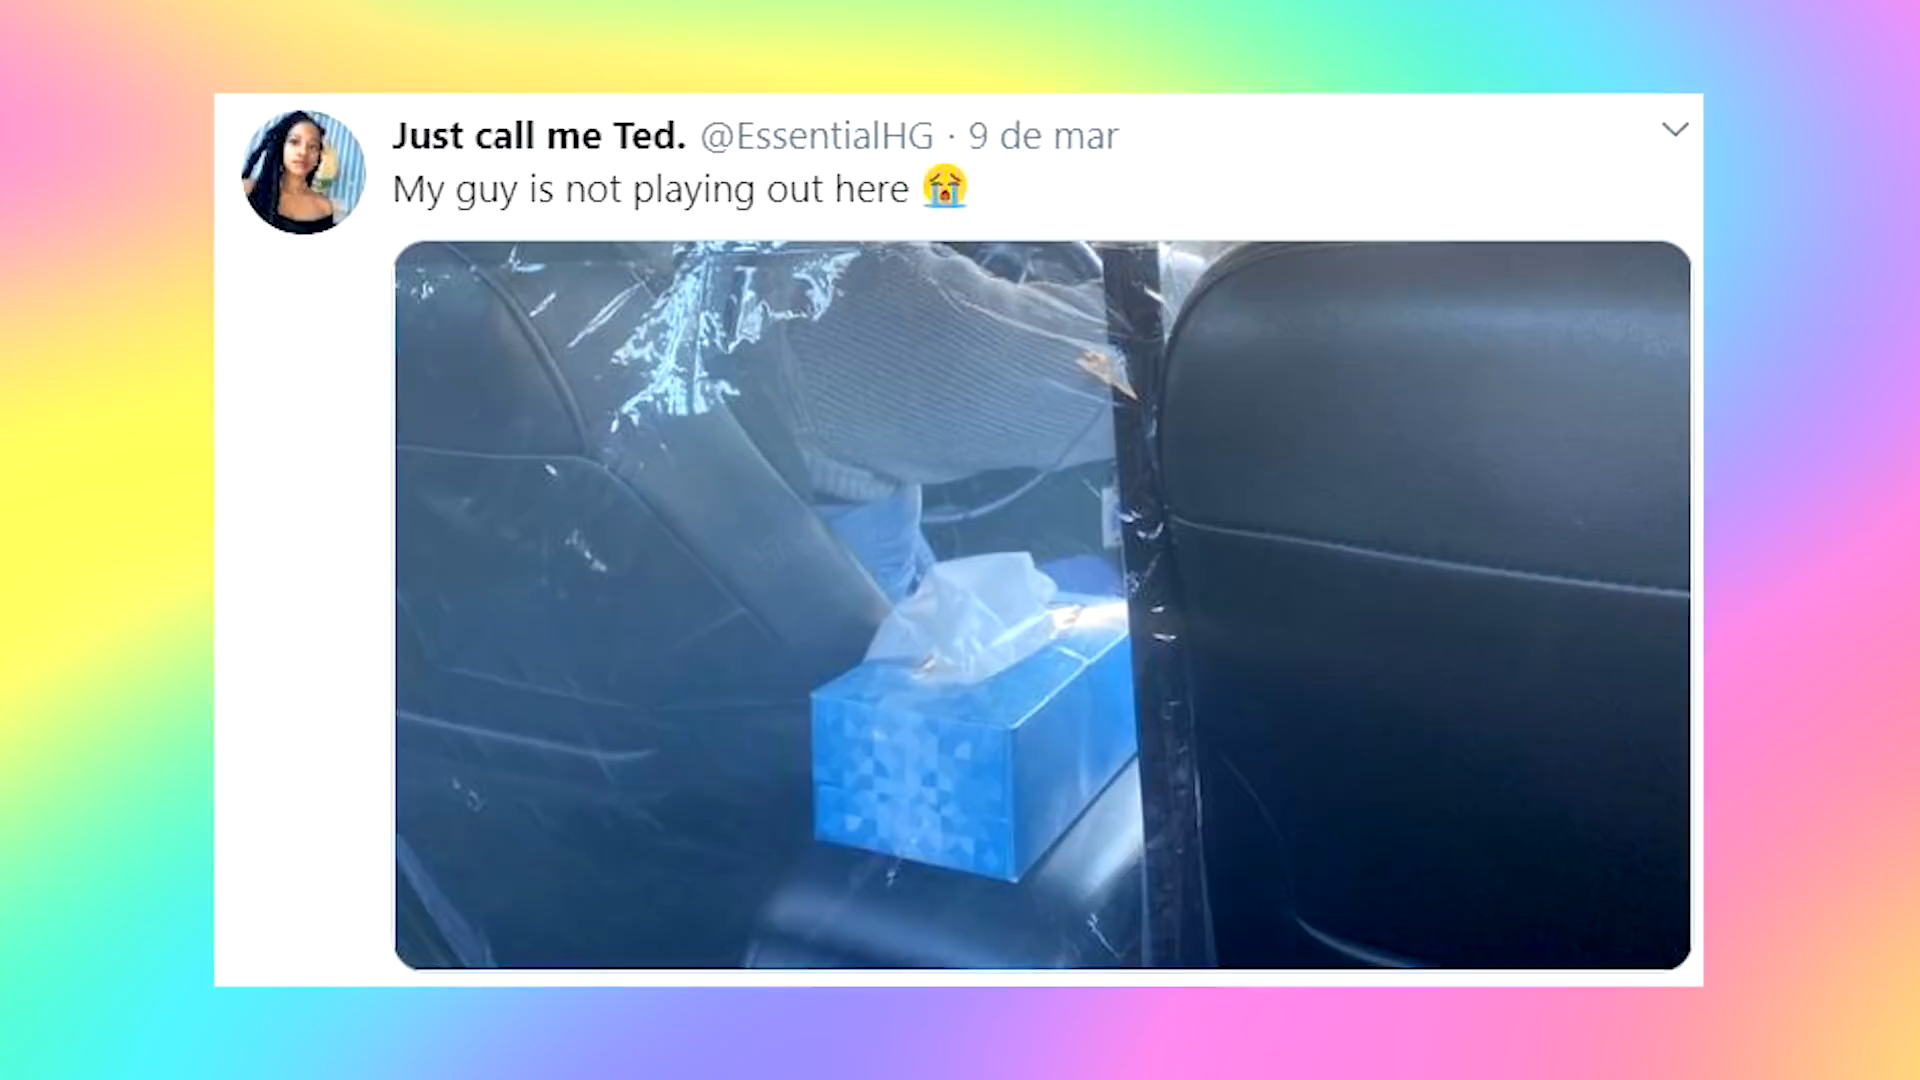 Just call me Ted. @EssentialHG · 9 de mar
My guy is not playing out here 😭